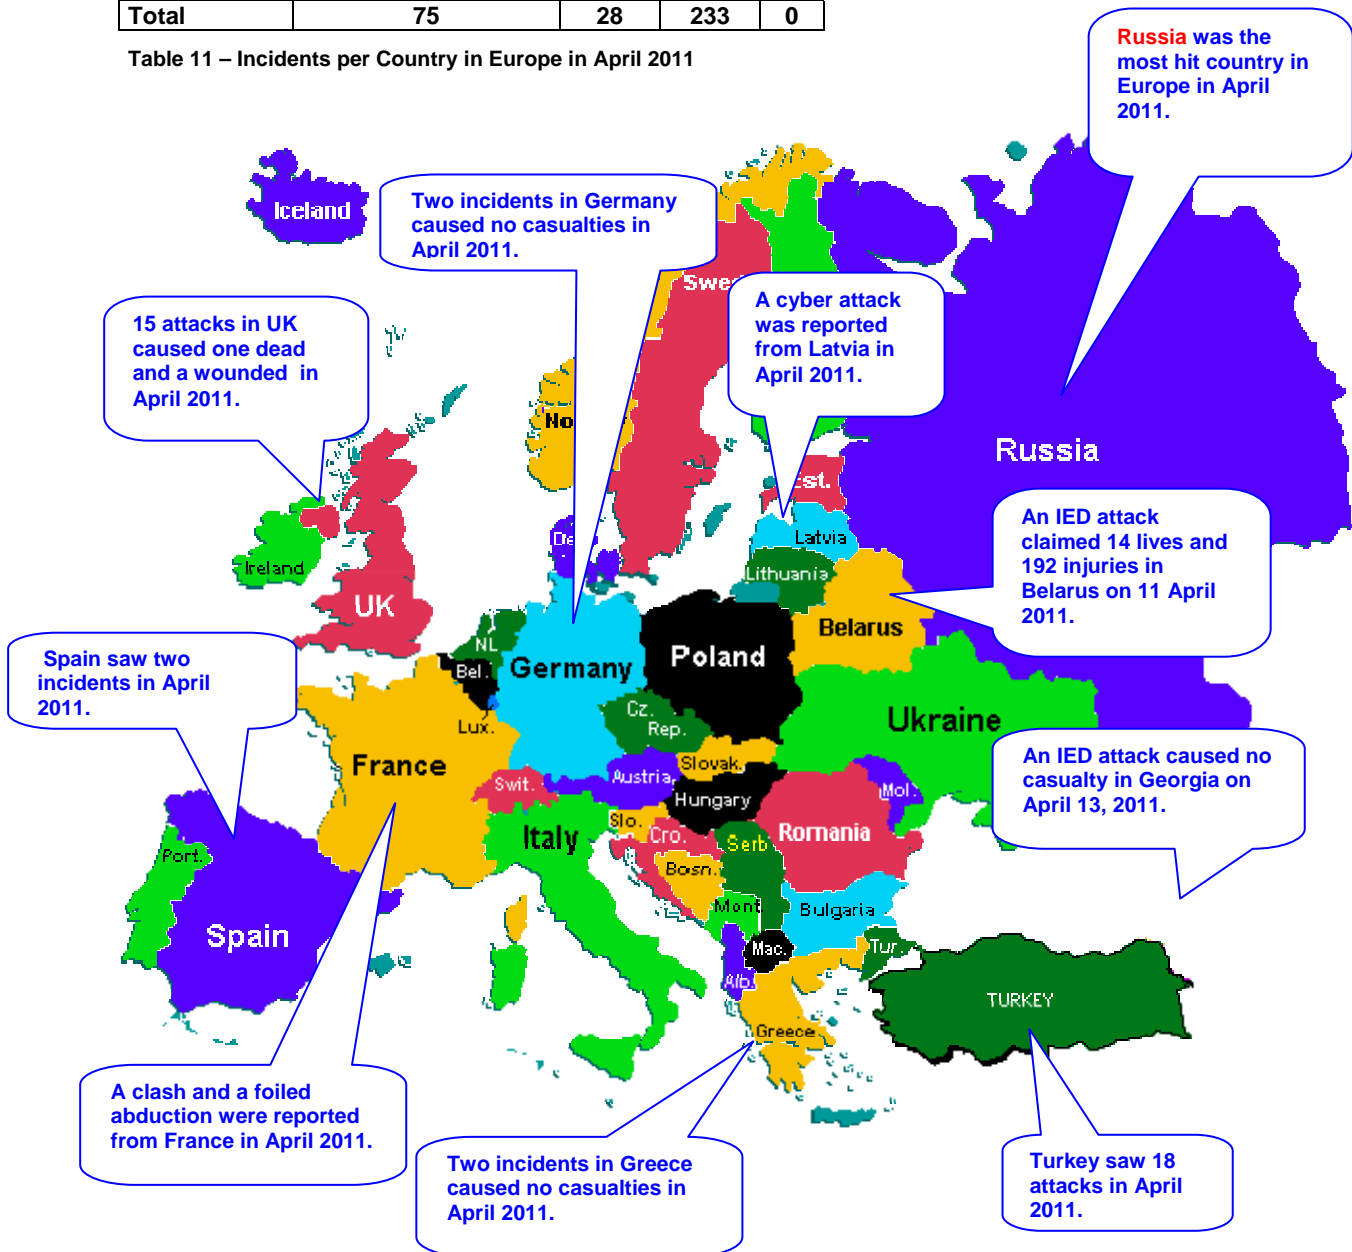 Total 75 28 233 0
Table 11 – Incidents per Country in Europe in April 2011
Russia was the
most hit country in
Europe in April
2011.
Two incidents in Germany
caused no casualties in
April 2011.
Iceland
A cyber attack
was reported
from Latvia in
April 2011.
15 attacks in UK
caused one dead
and a wounded in
April 2011.
Russia
An IED attack
claimed 14 lives and
192 injuries in
Belarus on 11 April
2011.
Latvia
Ireland
Lithuania
UK
Belarus
NL
Poland
Germany
Bel.
Spain saw two
incidents in April
2011.
Cz.
Rep.
Lux.
Ukraine
France
Slovak.
Austria
An IED attack caused no
casualty in Georgia on
April 13, 2011.
Swit.
Hungary
Mol.
Slo.
Cro.
Italy
Serb
Romania
Port.
Bosn.
Mont.
Bulgaria
Spain
Mac.
Tur.
Alb.
TURKEY
Greece
A clash and a foiled
abduction were reported
from France in April 2011.
Two incidents in Greece
caused no casualties in
April 2011.
Turkey saw 18
attacks in April
2011.